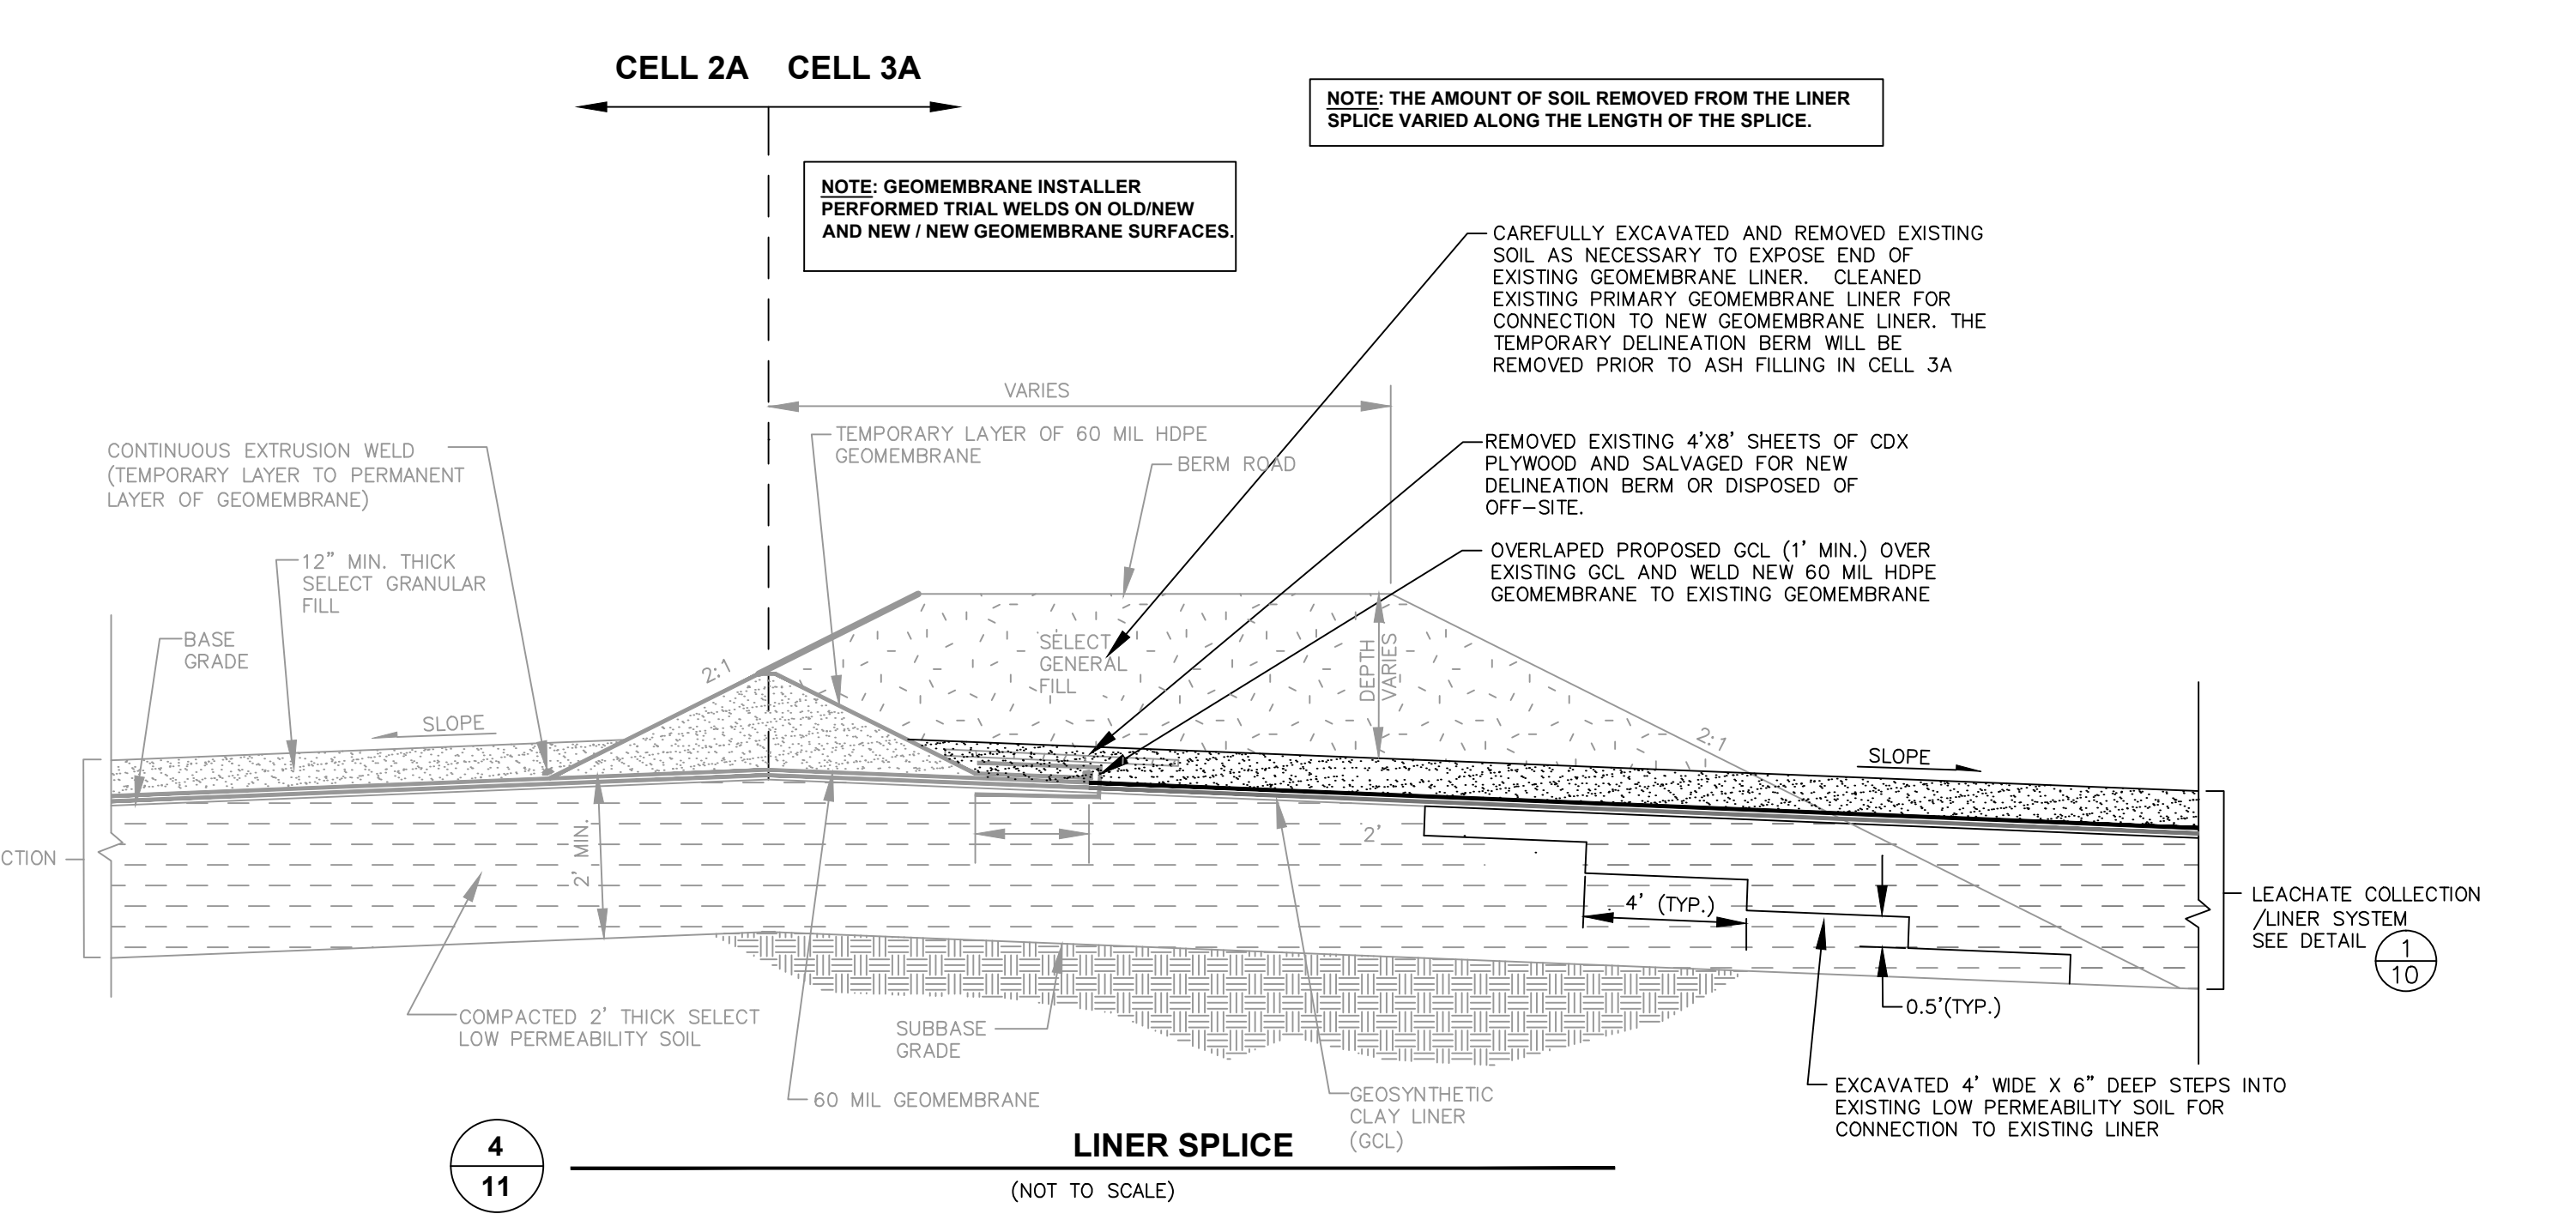 CELL 2A CELL 3A
NOTE: THE AMOUNT OF SOIL REMOVED FROM THE LINER
SPLICE VARIED ALONG THE LENGTH OF THE SPLICE.
NOTE: GEOMEMBRANE INSTALLER
PERFORMED TRIAL WELDS ON OLD/NEW
AND NEW / NEW GEOMEMBRANE SURFACES.
CAREFULLY EXCAVATED AND REMOVED EXISTING
SOIL AS NECESSARY TO EXPOSE END OF
EXISTING GEOMEMBRANE LINER. CLEANED
EXISTING PRIMARY GEOMEMBRANE LINER FOR
CONNECTION TO NEW GEOMEMBRANE LINER. THE
TEMPORARY DELINEATION BERM WILL BE
REMOVED PRIOR TO ASH FILLING IN CELL 3A
VARIES
TEMPORARY LAYER OF 60 MIL HDPE
GEOMEMBRANE
BERM ROAD
CONTINUOUS EXTRUSION WELD
(TEMPORARY LAYER TO PERMANENT
LAYER OF GEOMEMBRANE)
REMOVED EXISTING 4'X8' SHEETS OF CDX
PLYWOOD AND SALVAGED FOR NEW
DELINEATION BERM OR DISPOSED OF
OFF-SITE.
12" MIN. THICK
SELECT GRANULAR
FILL
OVERLAPED PROPOSED GCL (1' MIN.) OVER
EXISTING GCL AND WELD NEW 60 MIL HDPE
GEOMEMBRANE TO EXISTING GEOMEMBRANE
BASE
GRADE
2:1
SELECT
GENERAL
FILL
DEPTH
VARIES
SLOPE
2:1
SLOPE
2' MIN.
2'
CTION
4' (TYP.)
LEACHATE COLLECTION
/LINER SYSTEM
SEE DETAIL
1
10
0.5'(TYP.)
COMPACTED 2' THICK SELECT
LOW PERMEABILITY SOIL
SUBBASE
GRADE
60 MIL GEOMEMBRANE
GEOSYNTHETIC
CLAY LINER
(GCL)
EXCAVATED 4' WIDE X 6" DEEP STEPS INTO
EXISTING LOW PERMEABILITY SOIL FOR
CONNECTION TO EXISTING LINER
4
11
LINER SPLICE
(NOT TO SCALE)